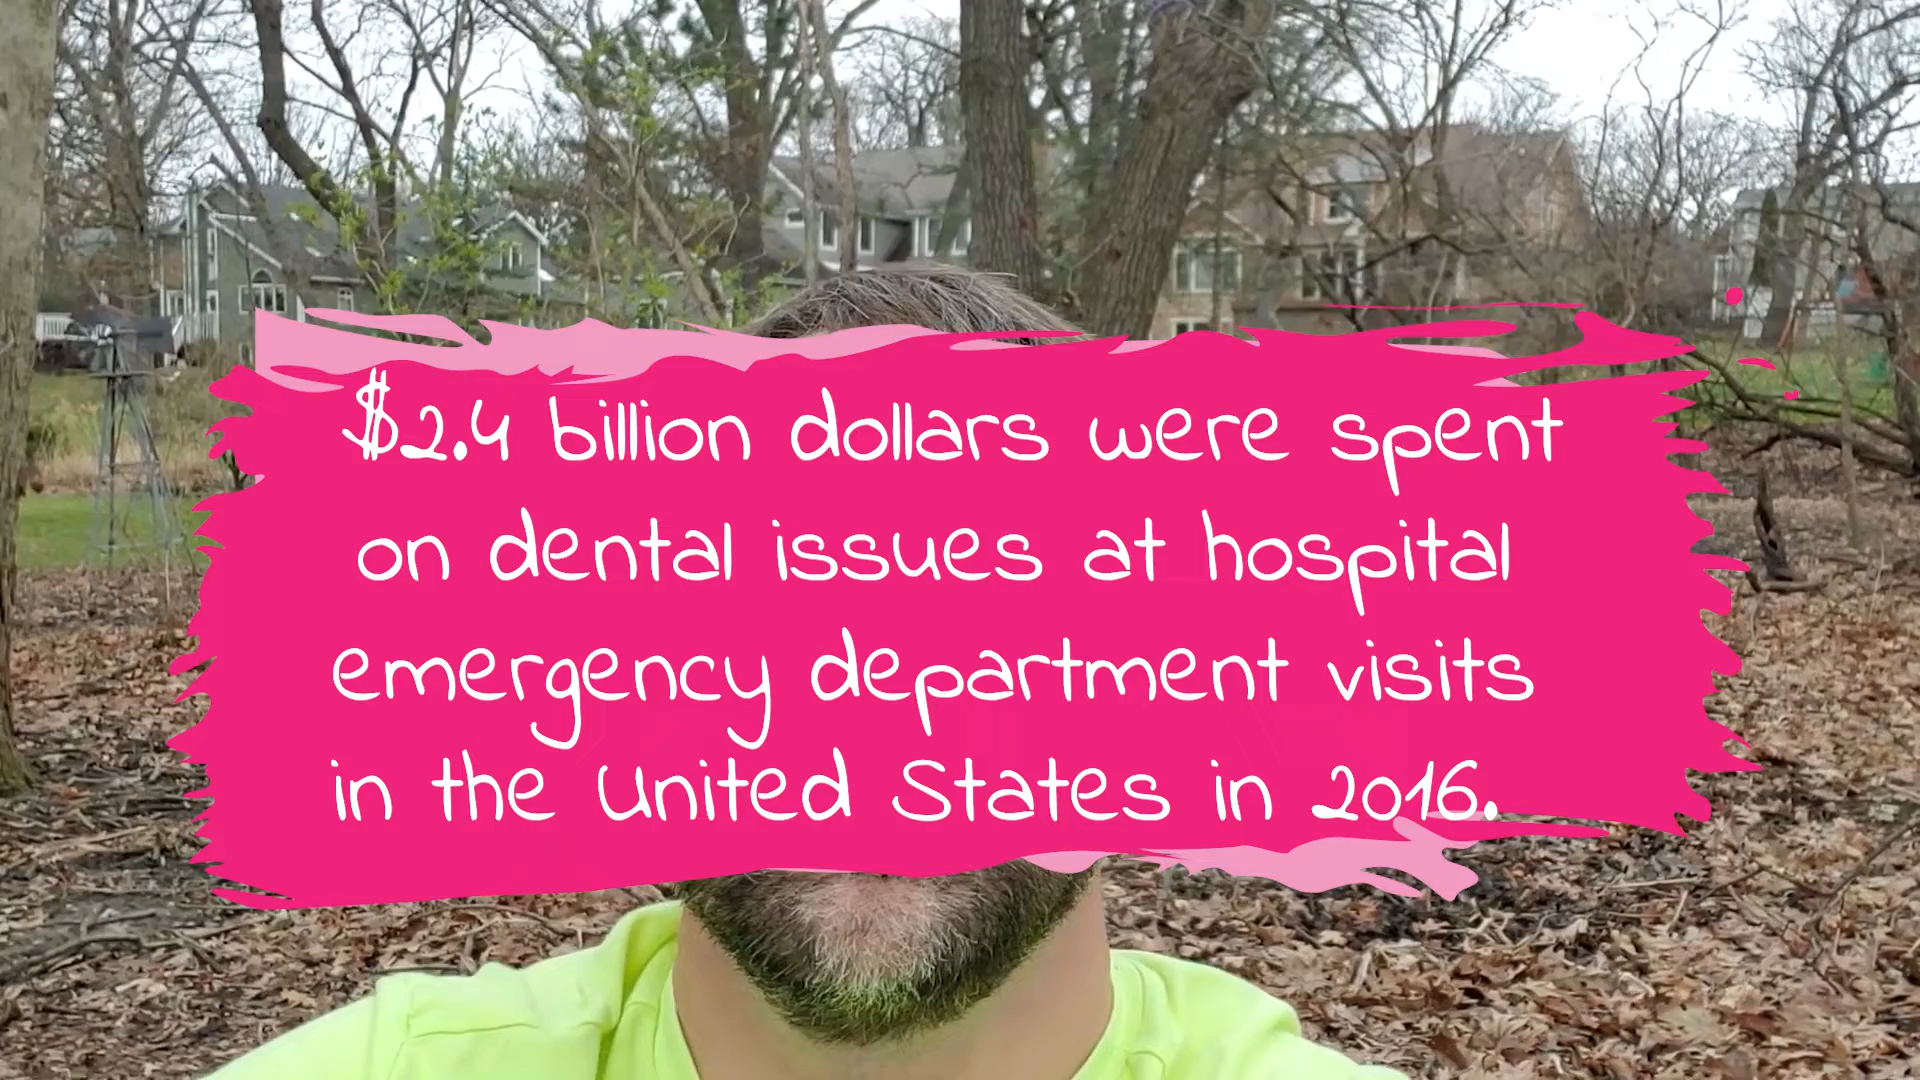 $2.4 billion dollars were spent
on dental issues at hospital
emergency department visits
in the United States in 2016.